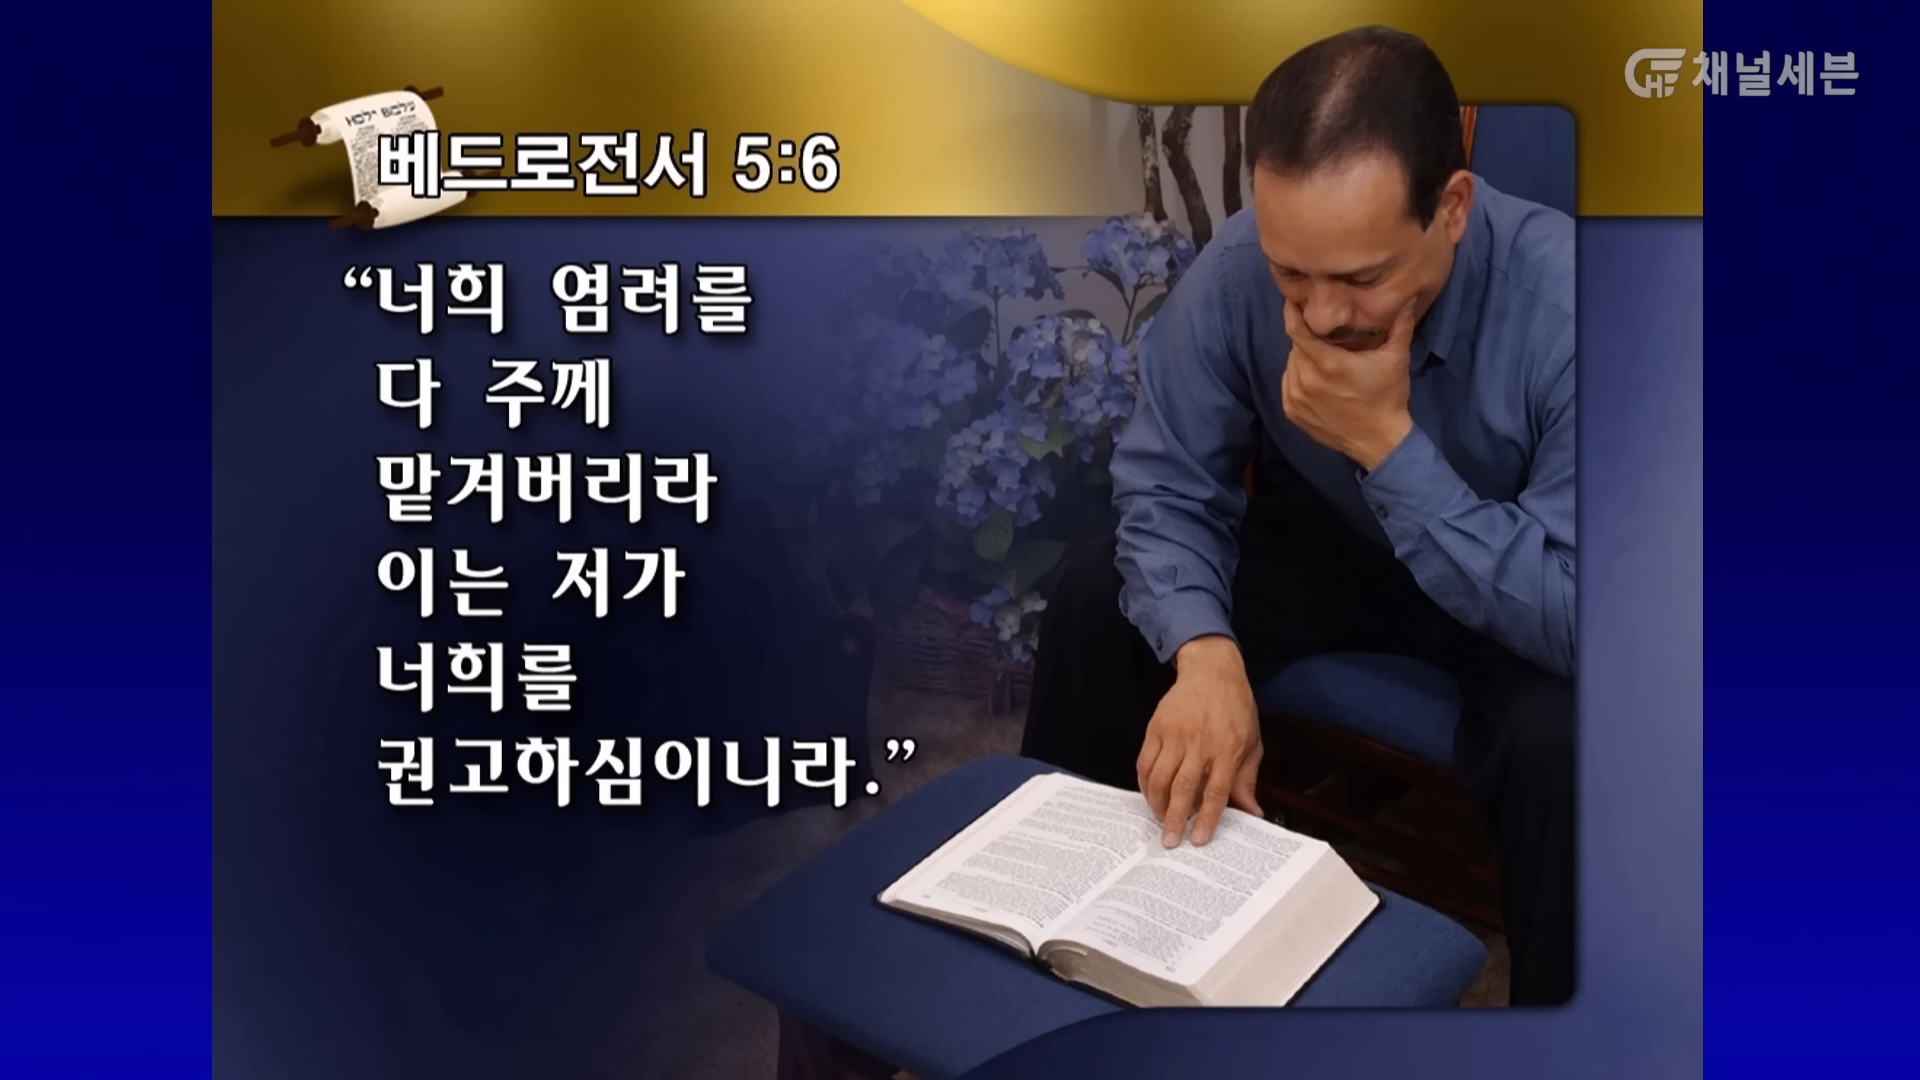 채널세븐
베드로전서 5:6
“너희 염려를
다 주께
맡겨버리라
이는 저가
너희를
권고하심이니라.”